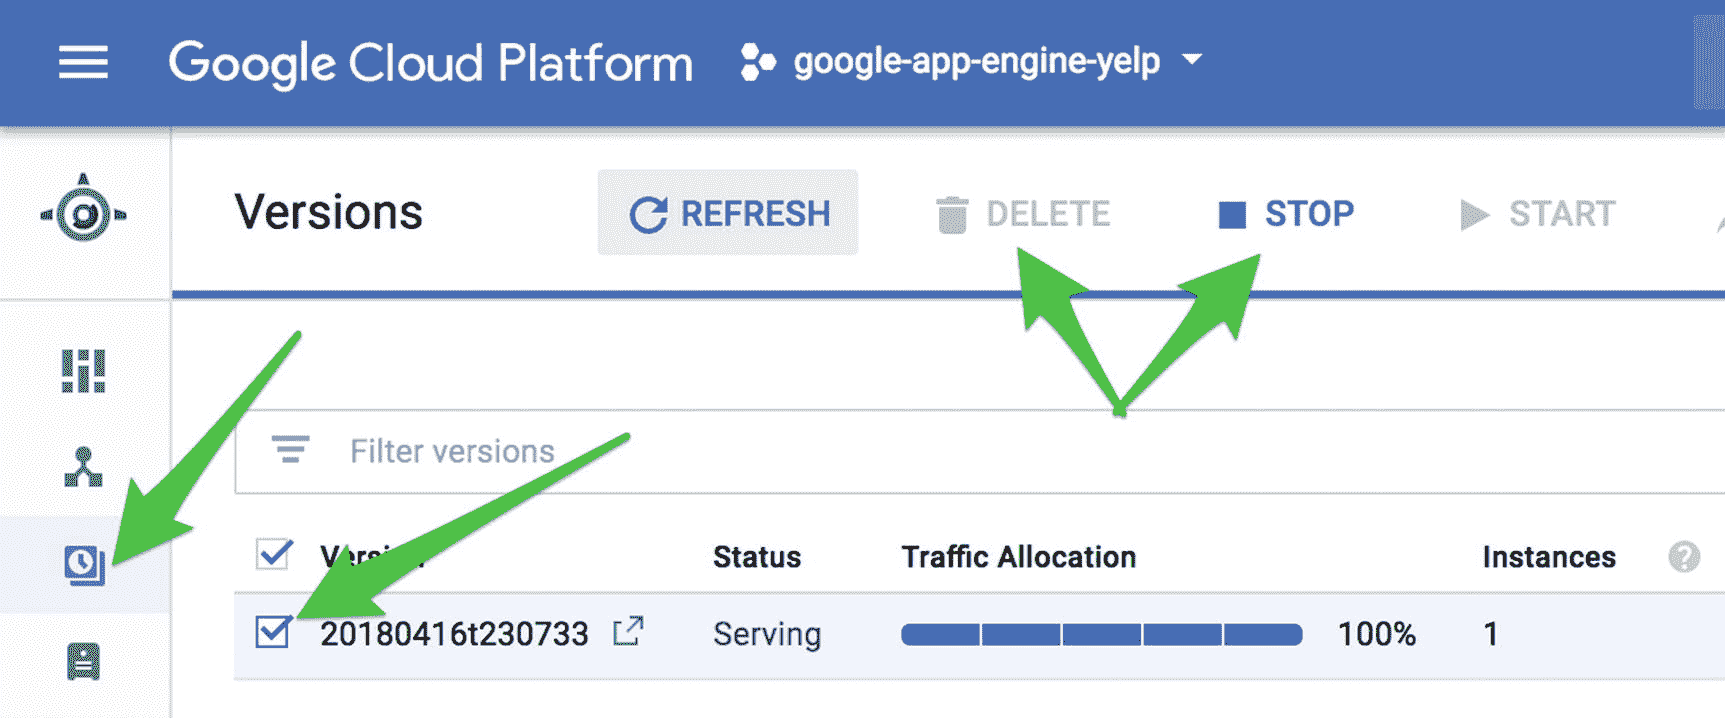 Google Cloud Platform google-app-engine-yelp
Versions REFRESH DELETE STOP START
Filter versions
Status Traffic Allocation Instances ?
20180416t230733 Serving 100% 1